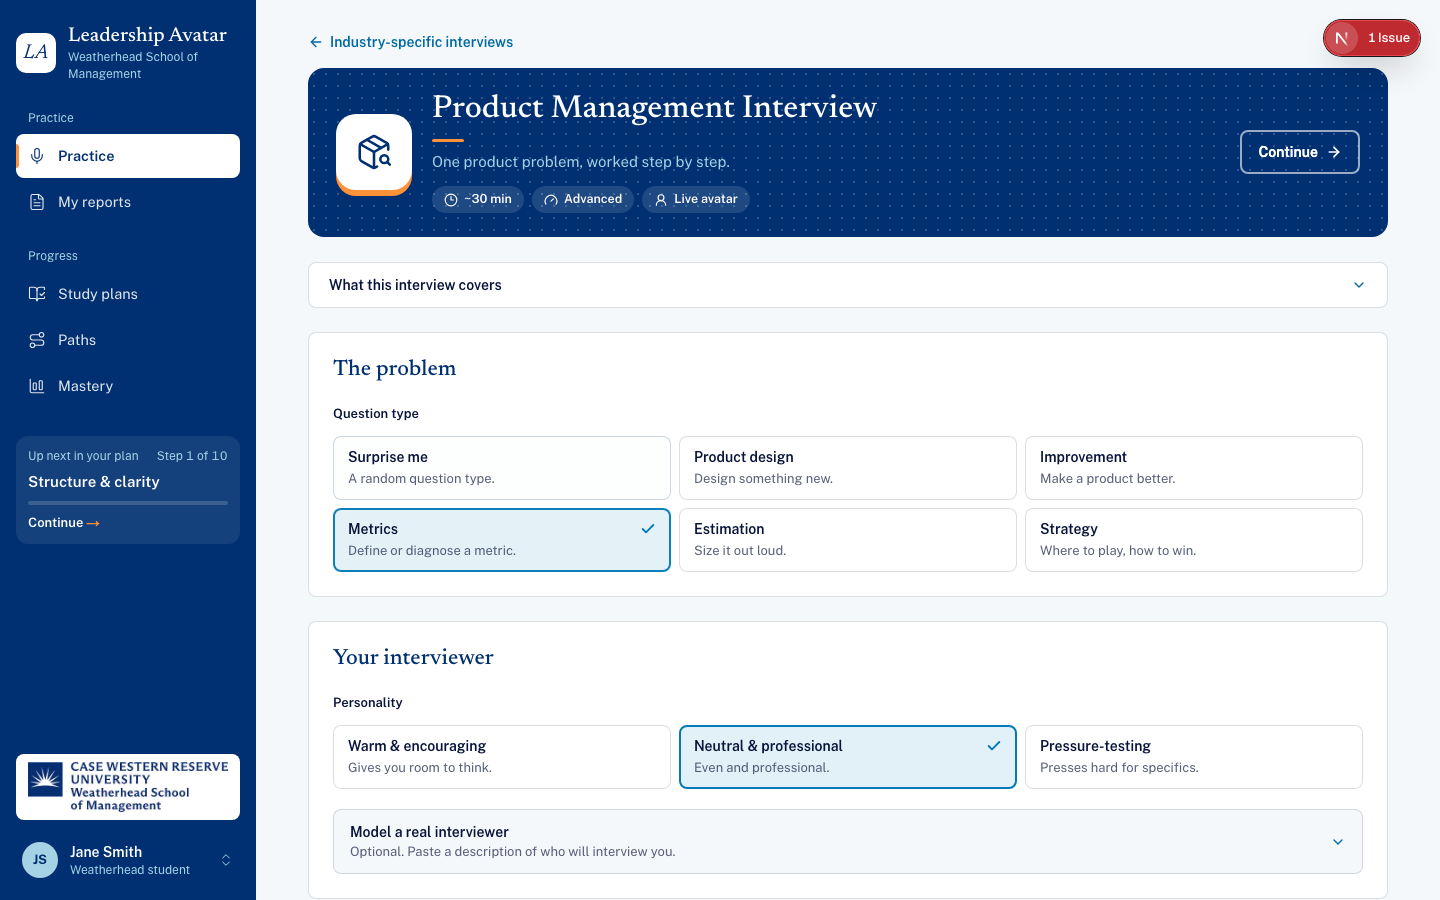 LA
Leadership Avatar
Weatherhead School of
Management
Practice
Practice
My reports
Progress
Study plans
Paths
Mastery
Up next in your plan Step 1 of 10
Structure & clarity
Continue →
CASE WESTERN RESERVE
UNIVERSITY
Weatherhead School
of Management
JS
Jane Smith
Weatherhead student
← Industry-specific interviews
N 1 Issue
Product Management Interview
One product problem, worked step by step.
~30 min Advanced Live avatar
Continue →
What this interview covers
The problem
Question type
Surprise me
A random question type.
Product design
Design something new.
Improvement
Make a product better.
Metrics
Define or diagnose a metric.
Estimation
Size it out loud.
Strategy
Where to play, how to win.
Your interviewer
Personality
Warm & encouraging
Gives you room to think.
Neutral & professional
Even and professional.
Pressure-testing
Presses hard for specifics.
Model a real interviewer
Optional. Paste a description of who will interview you.